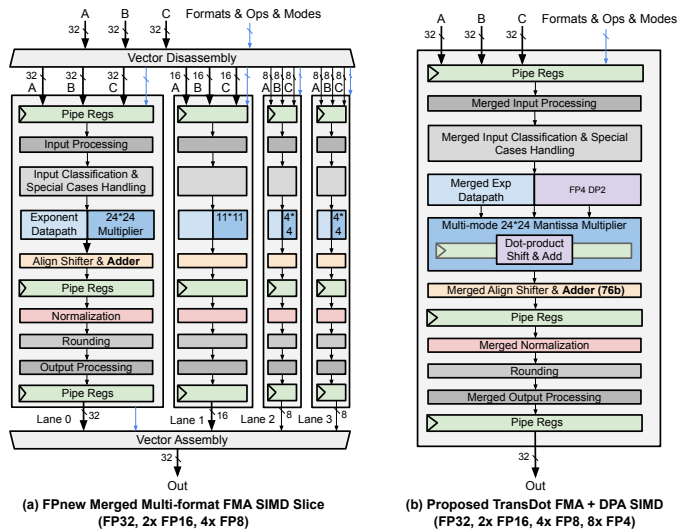 A B C Formats & Ops & Modes
32 32 32
Vector Disassembly
32 32 32 16 16 16 8 8 8 8 8 8
A B C A B C A B C A B C
Pipe Regs
Input Processing
Input Classification &
Special Cases Handling
Exponent
Datapath
24*24
Multiplier
11*11
4*
4
4*
4
Align Shifter & Adder
Pipe Regs
Normalization
Rounding
Output Processing
Pipe Regs
Lane 0 32 Lane 1 16 Lane 2 8 Lane 3 8
Vector Assembly
32
Out
(a) FPnew Merged Multi-format FMA SIMD Slice
(FP32, 2x FP16, 4x FP8)
A B C Formats & Ops & Modes
32 32 32
Pipe Regs
Merged Input Processing
Merged Input Classification & Special
Cases Handling
Merged Exp
Datapath
FP4 DP2
Multi-mode 24*24 Mantissa Multiplier
Dot-product
Shift & Add
Merged Align Shifter & Adder (76b)
Pipe Regs
Merged Normalization
Rounding
Merged Output Processing
Pipe Regs
32
Out
(b) Proposed TransDot FMA + DPA SIMD
(FP32, 2x FP16, 4x FP8, 8x FP4)